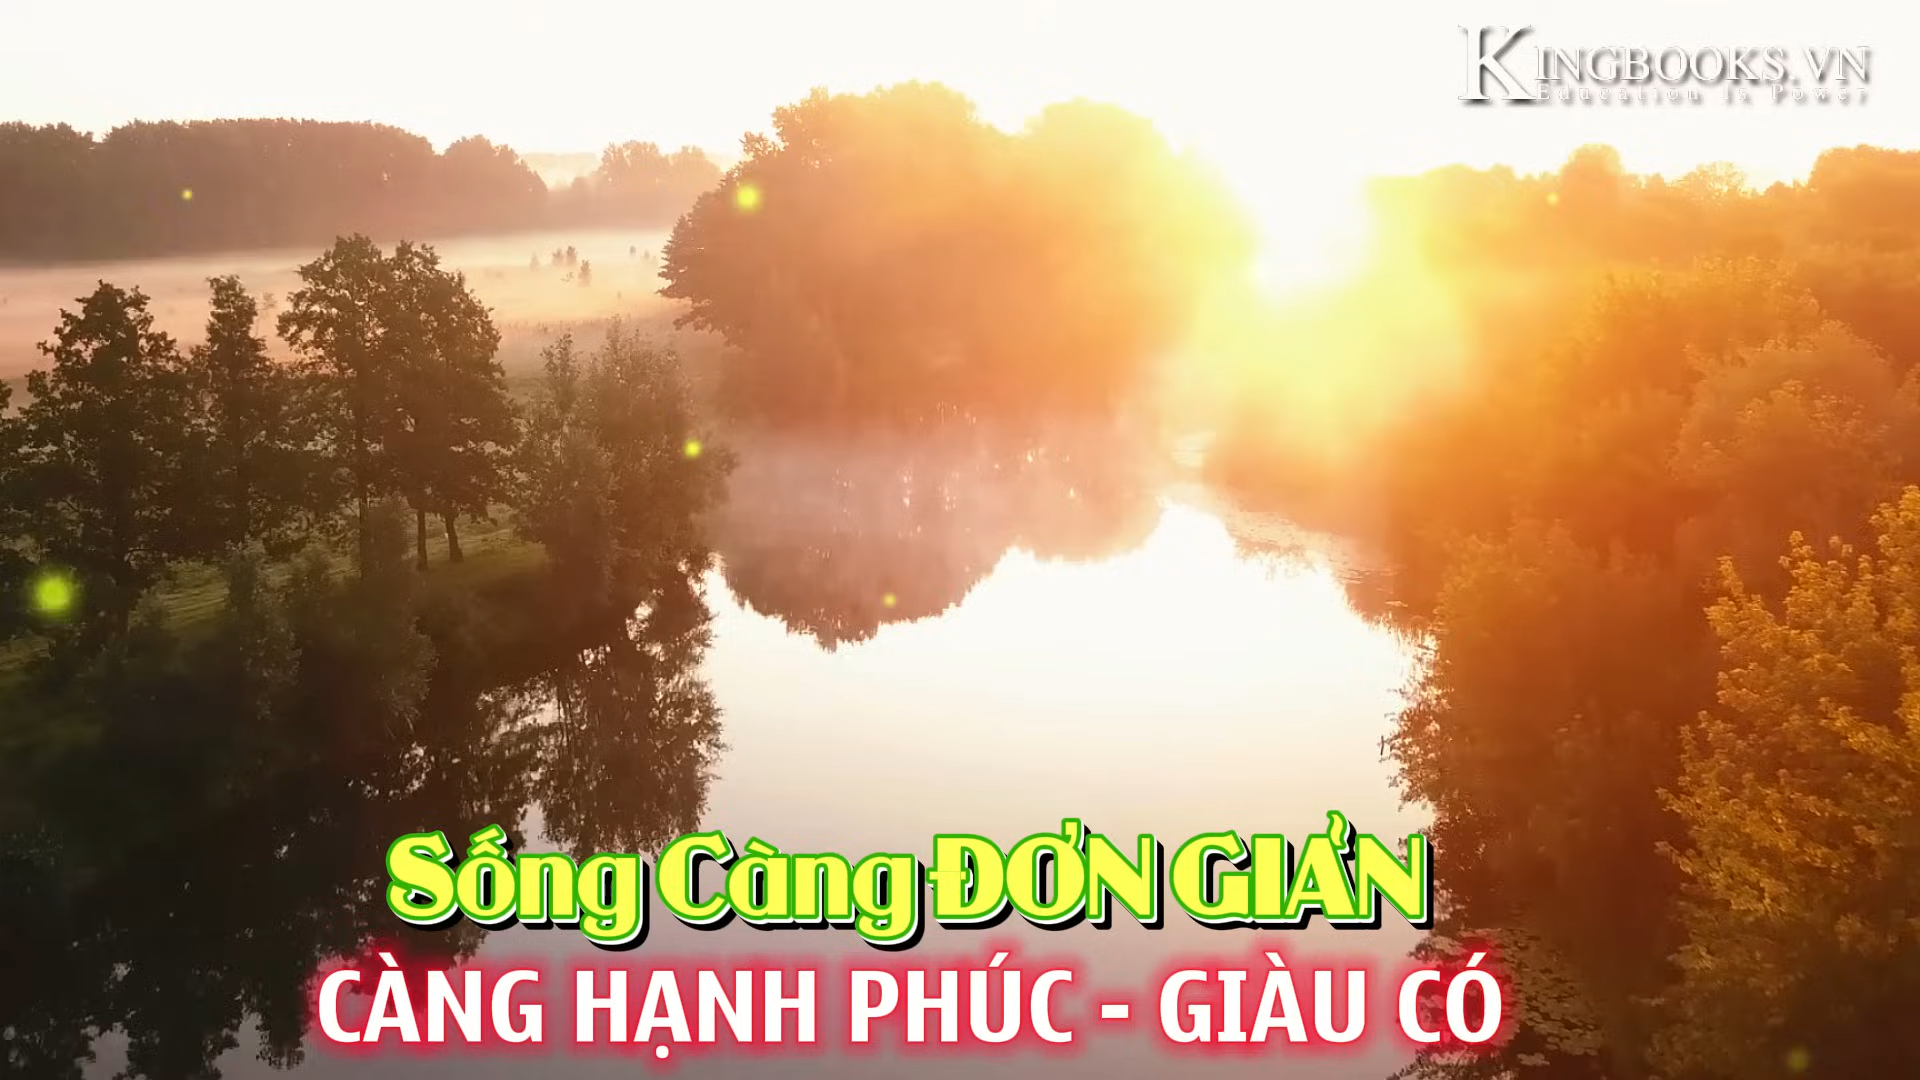 KINGBOOKS.VN
Education Is Power
Sống Càng ĐƠN GIẢN
CÀNG HẠNH PHÚC - GIÀU CÓ